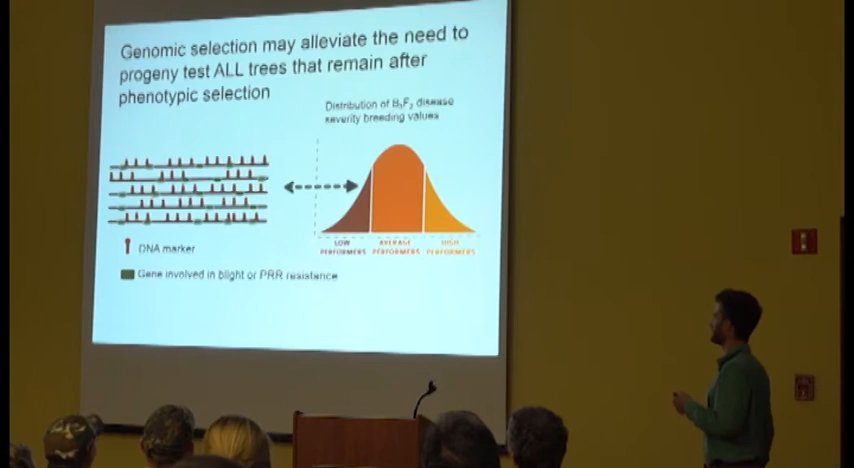 Genomic selection may alleviate the need to
progeny test ALL trees that remain after
phenotypic selection
Distribution of B₃F₂ disease
severity breeding values
LOW AVERAGE HIGH
PERFORMERS PERFORMERS PERFORMERS
DNA marker
Gene involved in blight or PRR resistance